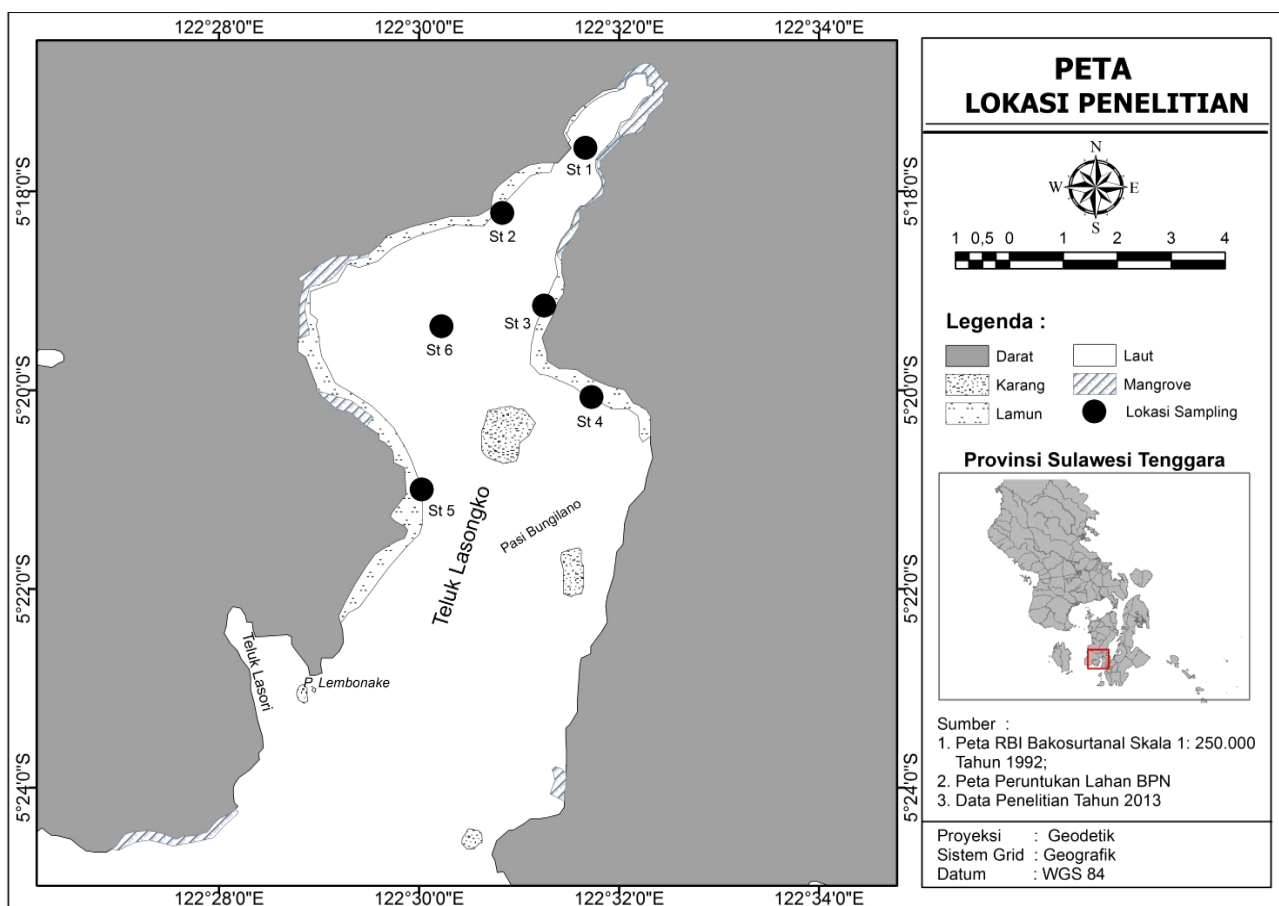 122°28'0"E 122°30'0"E 122°32'0"E 122°34'0"E
5°18'0"S
5°20'0"S
5°22'0"S
5°24'0"S
St 1
St 2
St 3
St 6
St 4
St 5
Teluk Lasongko
Pasi Bungilano
Teluk Lasori
P. Lembonake
5°18'0"S
5°20'0"S
5°22'0"S
5°24'0"S
122°28'0"E 122°30'0"E 122°32'0"E 122°34'0"E
PETA
LOKASI PENELITIAN
N
W E
S
1 0,5 0 1 2 3 4
Legenda :
Darat Laut
Karang Mangrove
Lamun Lokasi Sampling
Provinsi Sulawesi Tenggara
Sumber :
1. Peta RBI Bakosurtanal Skala 1: 250.000
Tahun 1992;
2. Peta Peruntukan Lahan BPN
3. Data Penelitian Tahun 2013
Proyeksi : Geodetik
Sistem Grid : Geografik
Datum : WGS 84